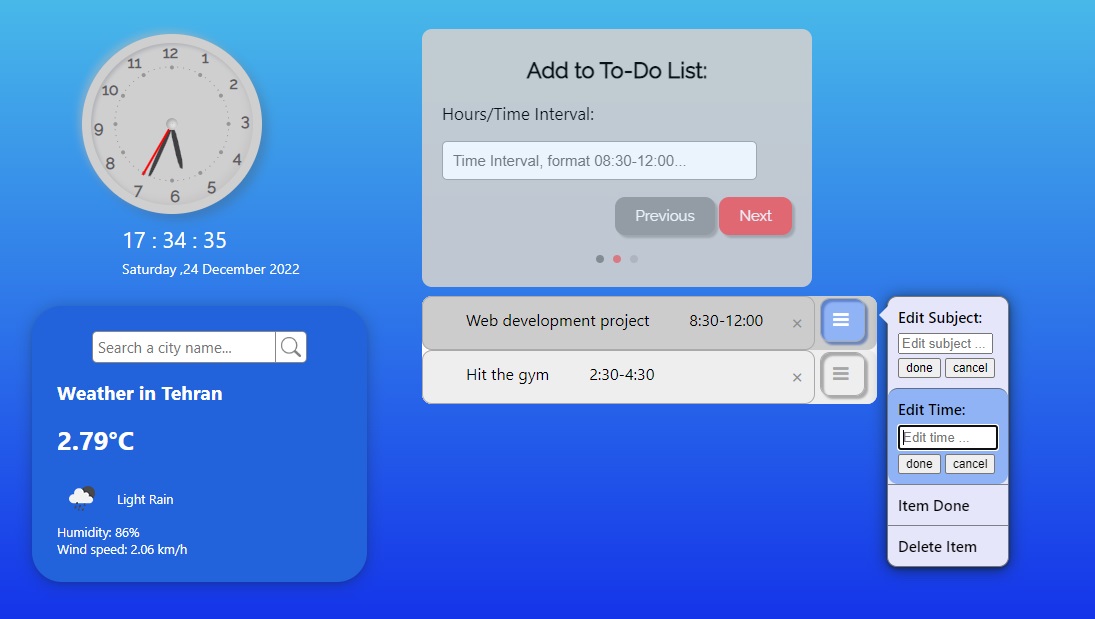 12
1
2
3
4
5
6
7
8
9
10
11
17 : 34 : 35
Saturday ,24 December 2022
Search a city name...
Weather in Tehran
2.79°C
Light Rain
Humidity: 86%
Wind speed: 2.06 km/h
Add to To-Do List:
Hours/Time Interval:
Time Interval, format 08:30-12:00...
Previous Next
Web development project 8:30-12:00 ×
Hit the gym 2:30-4:30 ×
Edit Subject:
Edit subject ...
done cancel
Edit Time:
Edit time ...
done cancel
Item Done
Delete Item